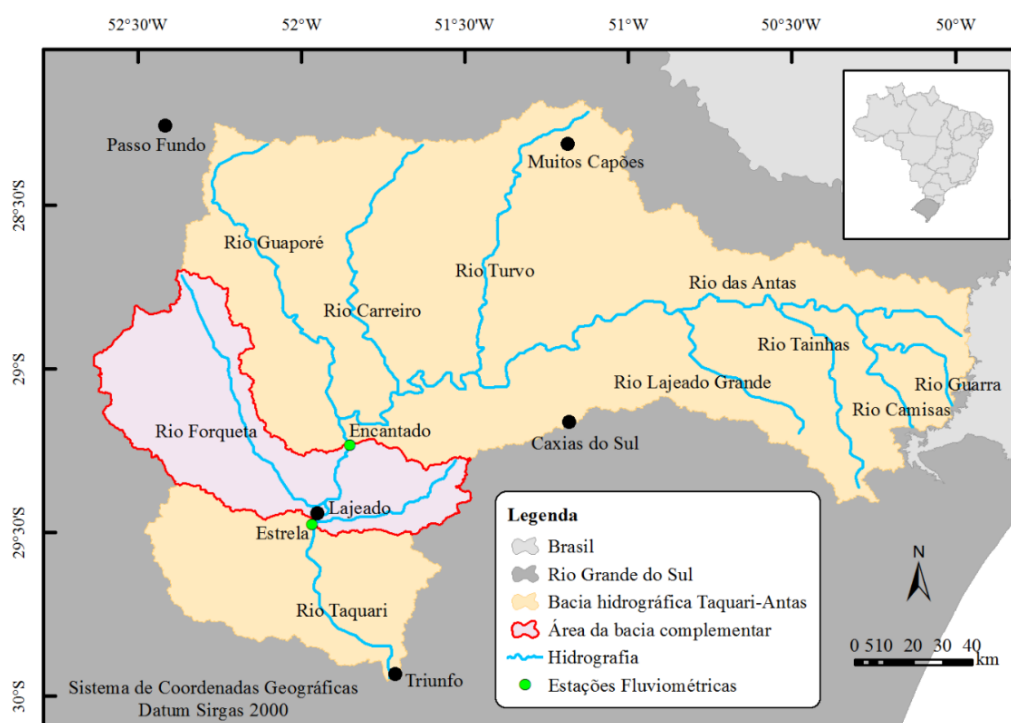 52°30'W 52°W 51°30'W 51°W 50°30'W 50°W
28°30'S
29°S
29°30'S
30°S
Passo Fundo
Muitos Capões
Rio Guaporé
Rio Turvo
Rio das Antas
Rio Carreiro
Rio Tainhas
Rio Lajeado Grande
Rio Guarra
Rio Camisas
Rio Forqueta
Encantado
Caxias do Sul
Lajeado
Estrela
Rio Taquari
Triunfo
Sistema de Coordenadas Geográficas
Datum Sirgas 2000
Legenda
Brasil
Rio Grande do Sul
Bacia hidrográfica Taquari-Antas
Área da bacia complementar
Hidrografia
Estações Fluviométricas
N
0 5 10 20 30 40
km